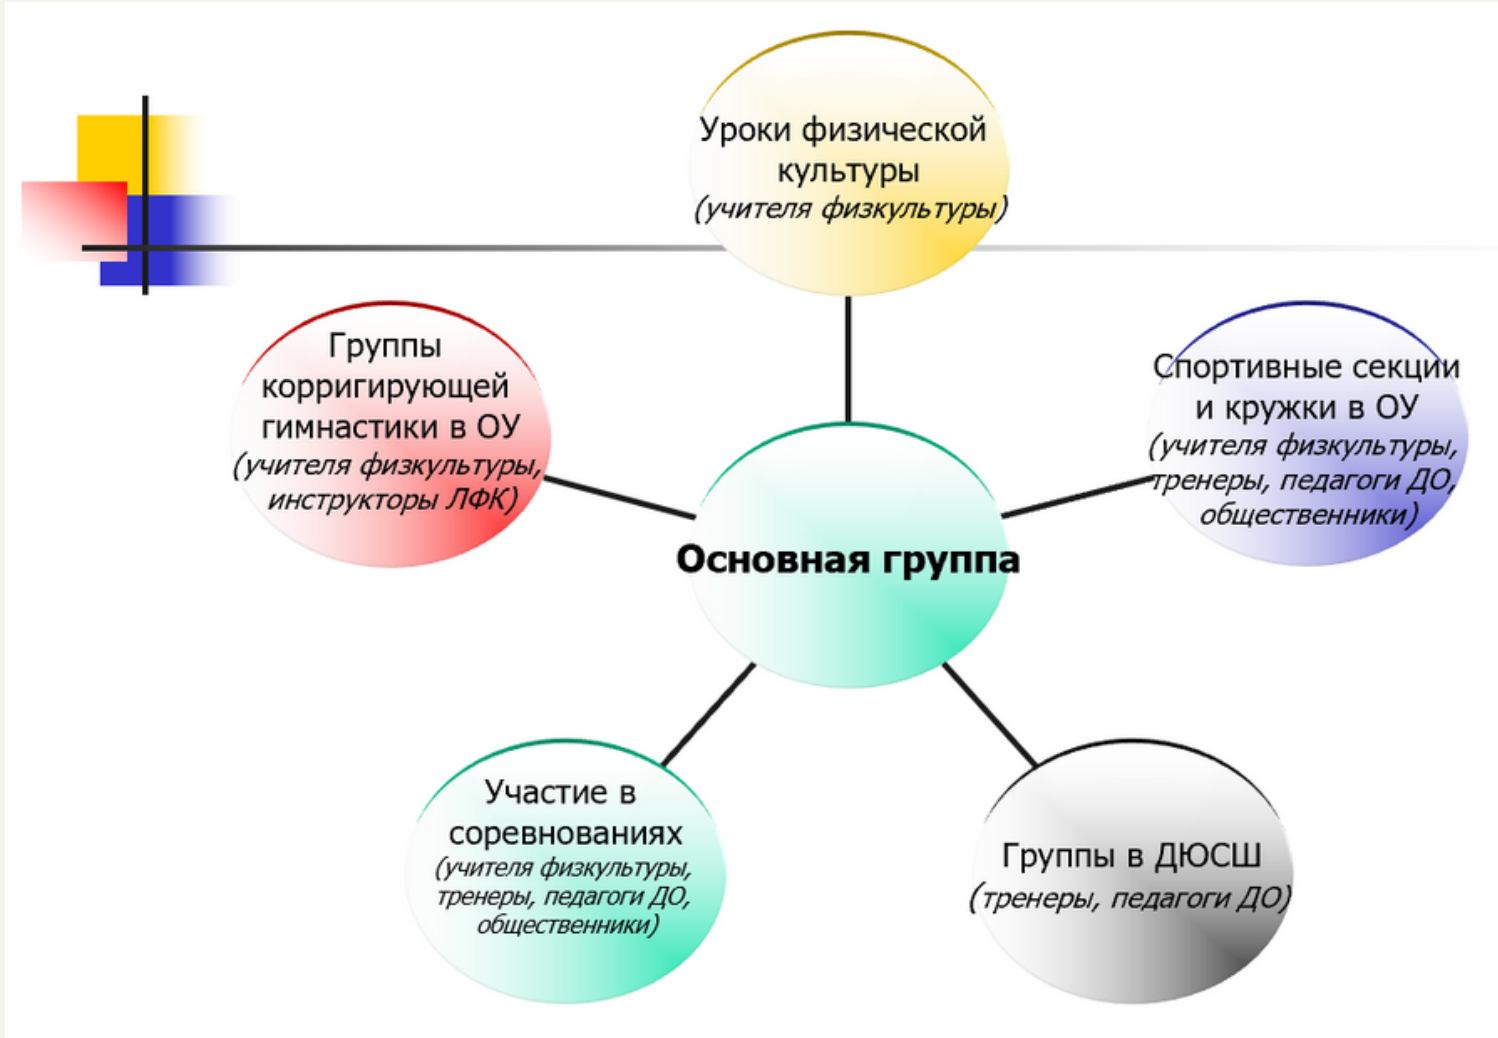 Уроки физической
культуры
(учителя физкультуры)
Группы
корригирующей
гимнастики в ОУ
(учителя физкультуры,
инструкторы ЛФК)
Спортивные секции
и кружки в ОУ
(учителя физкультуры,
тренеры, педагоги ДО,
общественники)
Основная группа
Участие в
соревнованиях
(учителя физкультуры,
тренеры, педагоги ДО,
общественники)
Группы в ДЮСШ
(тренеры, педагоги ДО)